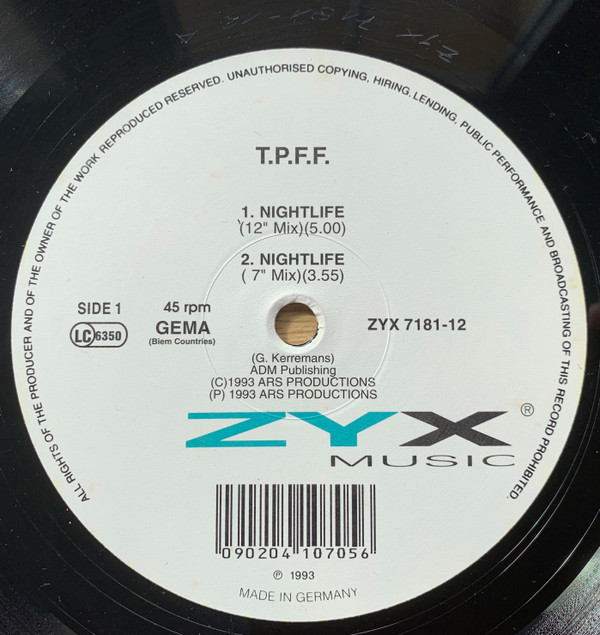 ZYX 7181-12 A
ALL RIGHTS OF THE PRODUCER AND OF THE OWNER OF THE WORK REPRODUCED RESERVED. UNAUTHORISED COPYING, HIRING, LENDING, PUBLIC PERFORMANCE AND BROADCASTING OF THIS RECORD PROHIBITED.
T.P.F.F.
1. NIGHTLIFE
(12" Mix)(5.00)
2. NIGHTLIFE
( 7" Mix)(3.55)
SIDE 1
45 rpm
LC 6350
GEMA
(Biem Countries)
ZYX 7181-12
(G. Kerremans)
ADM Publishing
(C)1993 ARS PRODUCTIONS
(P) 1993 ARS PRODUCTIONS
ZYX ®
MUSIC
090204 107056
℗ 1993
MADE IN GERMANY